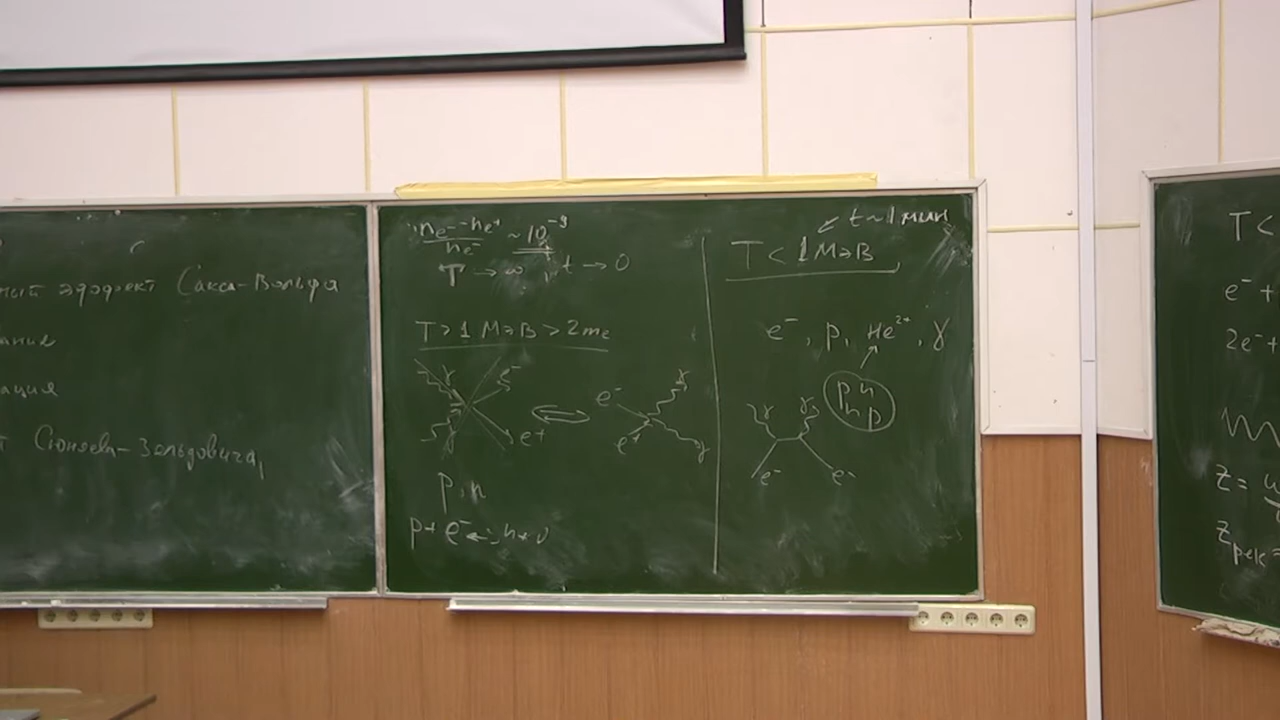 эффект Сакса-Вольфа
Сюняева-Зельдовича,
n_e⁻ - n_e⁺ / n_e⁻ ~ 10⁻⁹
T → ∞, t → 0
T > 1 МэВ > 2m_e
γ e⁻ e⁺ ⇌ e⁻ e⁺ γ γ
p, n
p + e⁻ ↔ n + ν
t ~ 1 мин
T < 1 МэВ
e⁻, p, He²⁺, γ
p n
n p
γ γ
e⁻ e⁻
T <
e⁻ +
2e⁻ +
z =
z_рек =